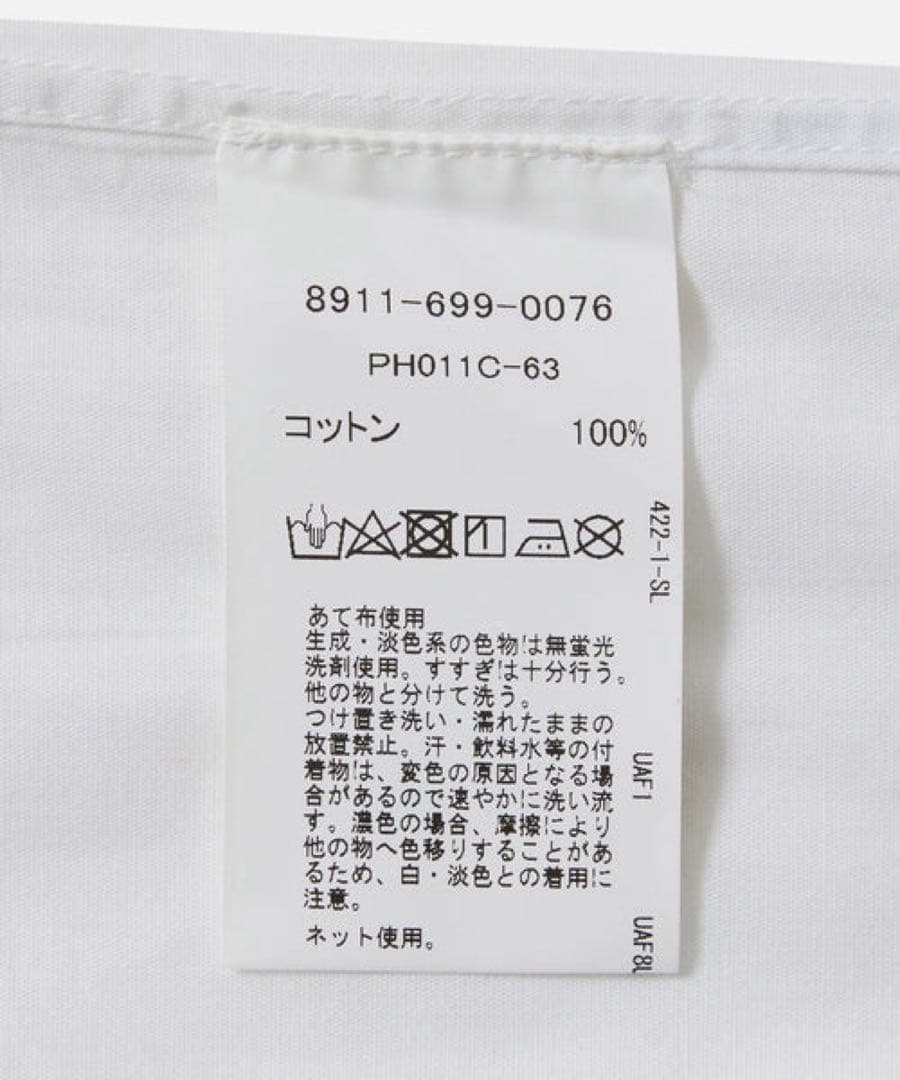 8911-699-0076
PH011C-63
コットン 100%
あて布使用
生成・淡色系の色物は無蛍光
洗剤使用。すすぎは十分行う。
他の物と分けて洗う。
つけ置き洗い・濡れたままの
放置禁止。汗・飲料水等の付
着物は、変色の原因となる場
合があるので速やかに洗い流
す。濃色の場合、摩擦により
他の物へ色移りすることがあ
るため、白・淡色との着用に
注意。
ネット使用。
422-1-SL
UAF1